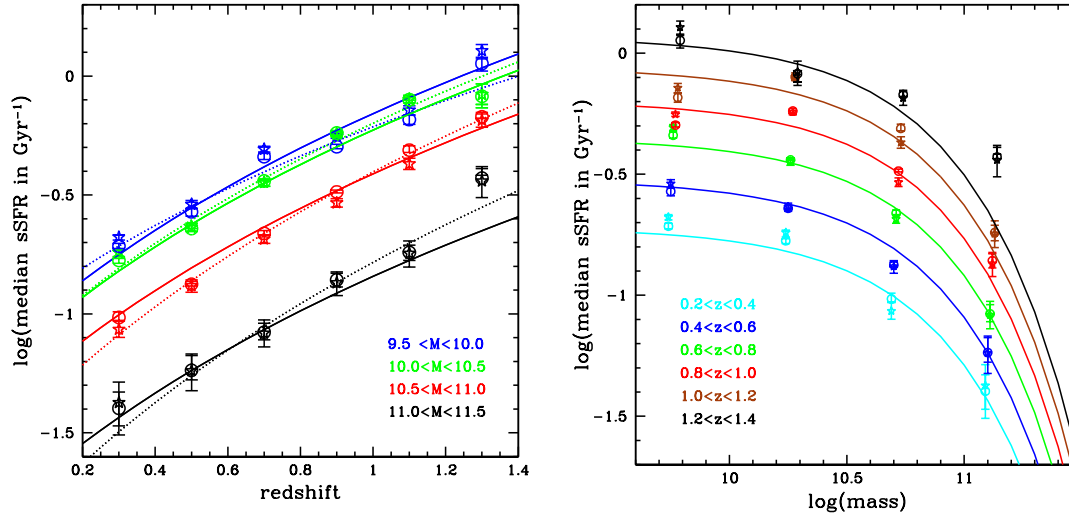 log(median sSFR in Gyr⁻¹)
0
-0.5
-1
-1.5
9.5 <M<10.0
10.0<M<10.5
10.5<M<11.0
11.0<M<11.5
0.2 0.4 0.6 0.8 1 1.2 1.4
redshift
log(median sSFR in Gyr⁻¹)
0
-0.5
-1
-1.5
0.2<z<0.4
0.4<z<0.6
0.6<z<0.8
0.8<z<1.0
1.0<z<1.2
1.2<z<1.4
10 10.5 11
log(mass)